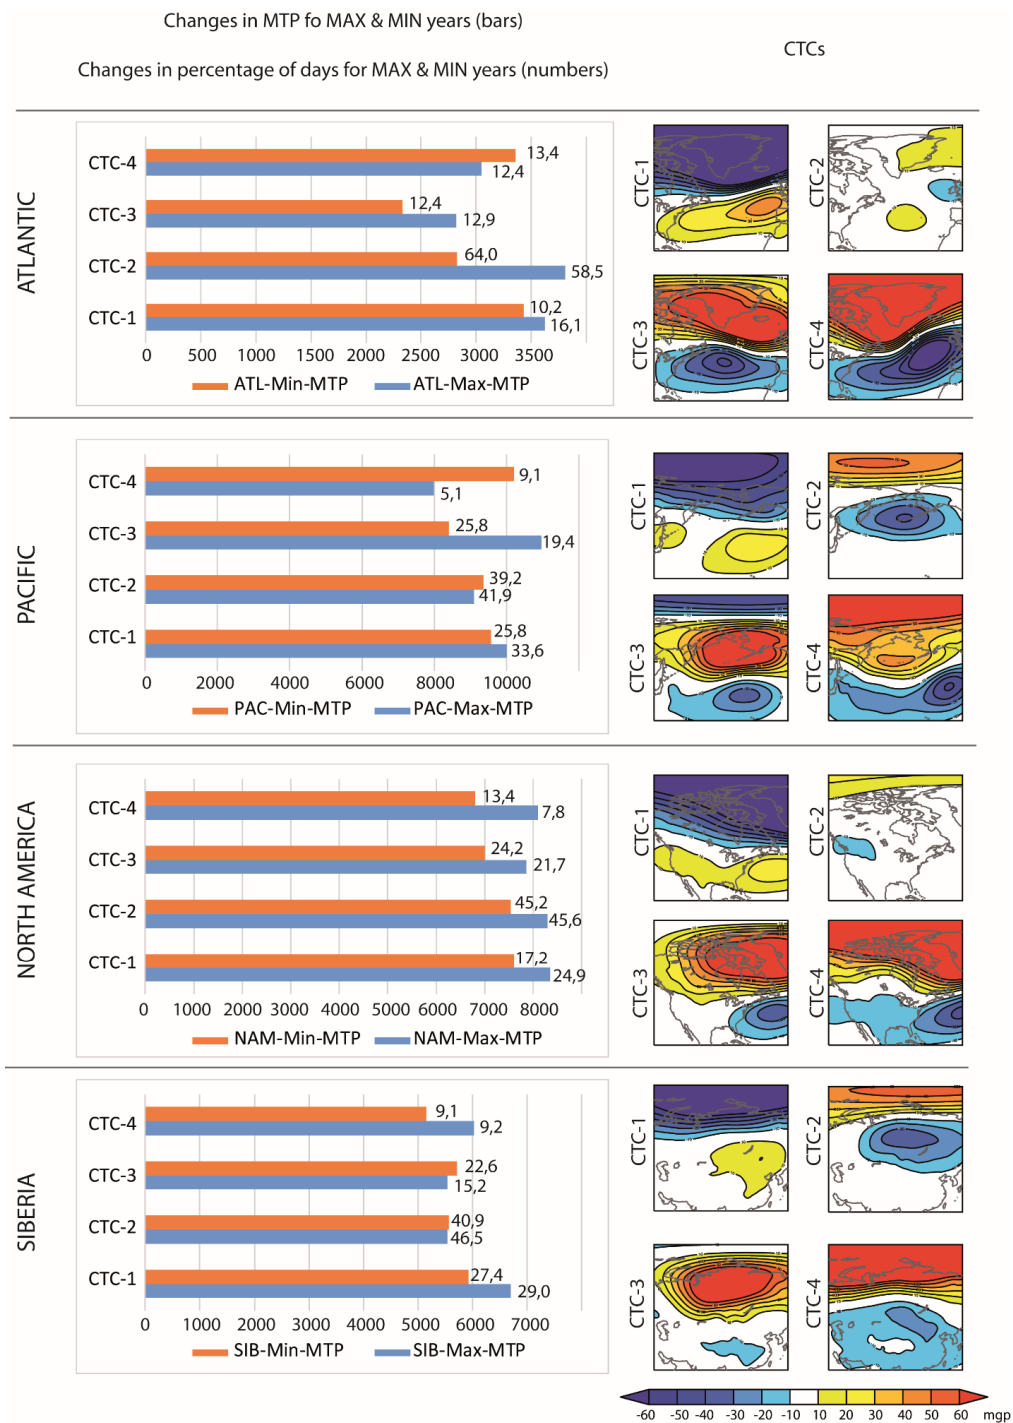 Changes in MTP fo MAX & MIN years (bars)
Changes in percentage of days for MAX & MIN years (numbers)
CTCs
ATLANTIC
CTC-4
13,4
12,4
CTC-3
12,4
12,9
CTC-2
64,0
58,5
CTC-1
10,2
16,1
0 500 1000 1500 2000 2500 3000 3500
ATL-Min-MTP ATL-Max-MTP
CTC-1
CTC-2
CTC-3
CTC-4
PACIFIC
CTC-4
9,1
5,1
CTC-3
25,8
19,4
CTC-2
39,2
41,9
CTC-1
25,8
33,6
0 2000 4000 6000 8000 10000
PAC-Min-MTP PAC-Max-MTP
CTC-1
CTC-2
CTC-3
CTC-4
NORTH AMERICA
CTC-4
13,4
7,8
CTC-3
24,2
21,7
CTC-2
45,2
45,6
CTC-1
17,2
24,9
0 1000 2000 3000 4000 5000 6000 7000 8000
NAM-Min-MTP NAM-Max-MTP
CTC-1
CTC-2
CTC-3
CTC-4
SIBERIA
CTC-4
9,1
9,2
CTC-3
22,6
15,2
CTC-2
40,9
46,5
CTC-1
27,4
29,0
0 1000 2000 3000 4000 5000 6000 7000
SIB-Min-MTP SIB-Max-MTP
CTC-1
CTC-2
CTC-3
CTC-4
-60 -50 -40 -30 -20 -10 10 20 30 40 50 60 mgp